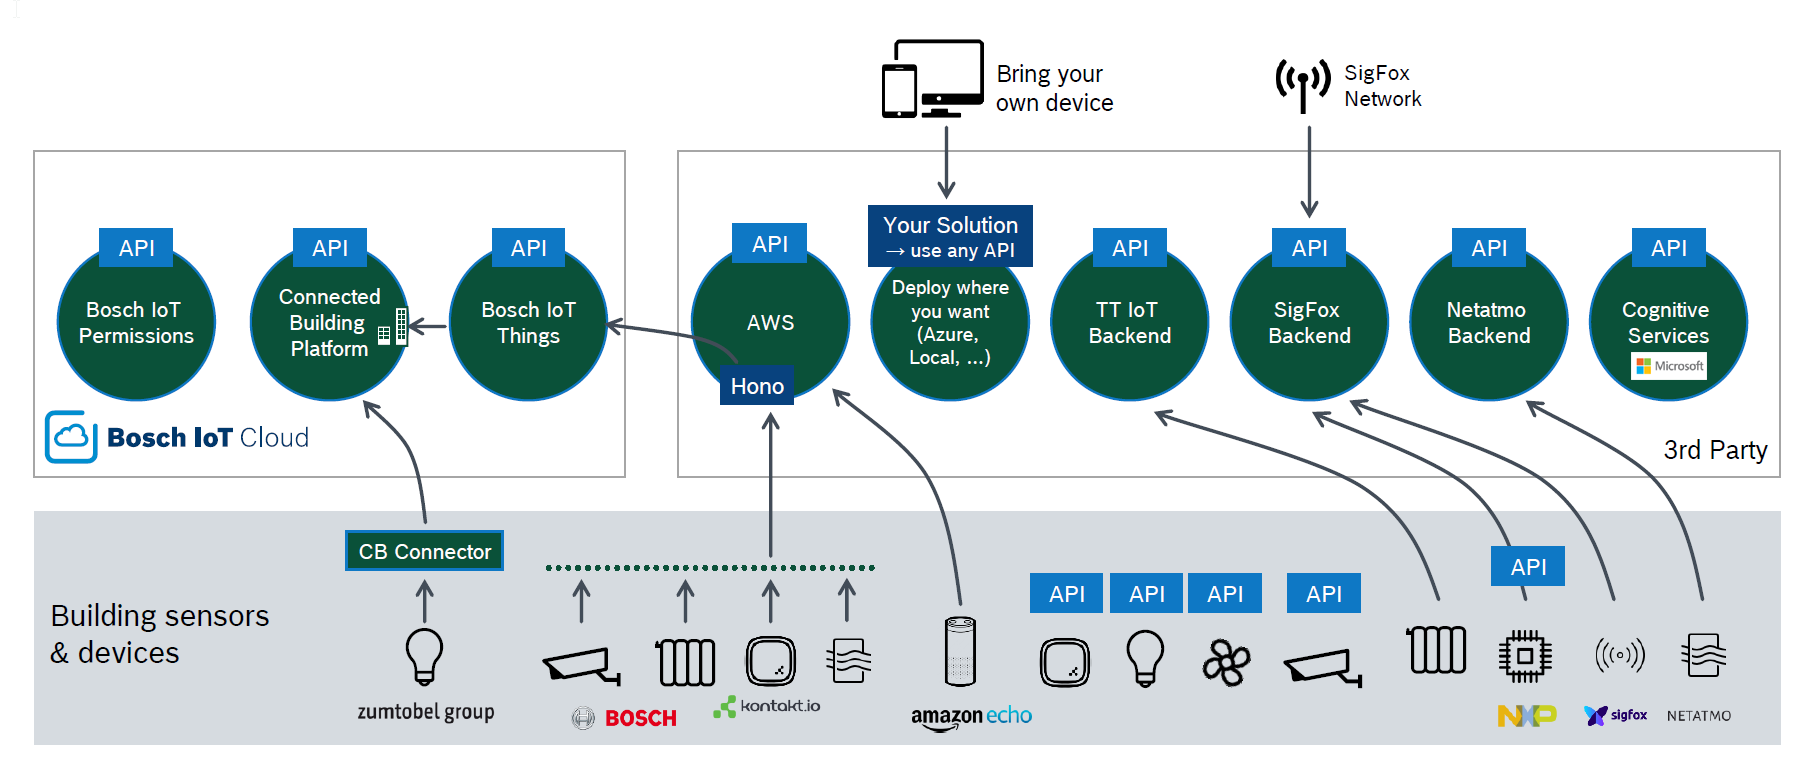 Bring your
own device
SigFox
Network
API
Bosch IoT
Permissions
API
Connected
Building
Platform
API
Bosch IoT
Things
Bosch IoT Cloud
API
AWS
Hono
Your Solution
→ use any API
Deploy where
you want
(Azure,
Local, ...)
API
TT IoT
Backend
API
SigFox
Backend
API
Netatmo
Backend
API
Cognitive
Services
Microsoft
3rd Party
Building sensors
& devices
CB Connector
zumtobel group
BOSCH
kontakt.io
amazon echo
API
API
API
API
API
NXP
sigfox
NETATMO